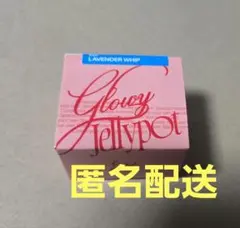 LAVENDER WHIP
Glowy
Jellypot
匿名配送